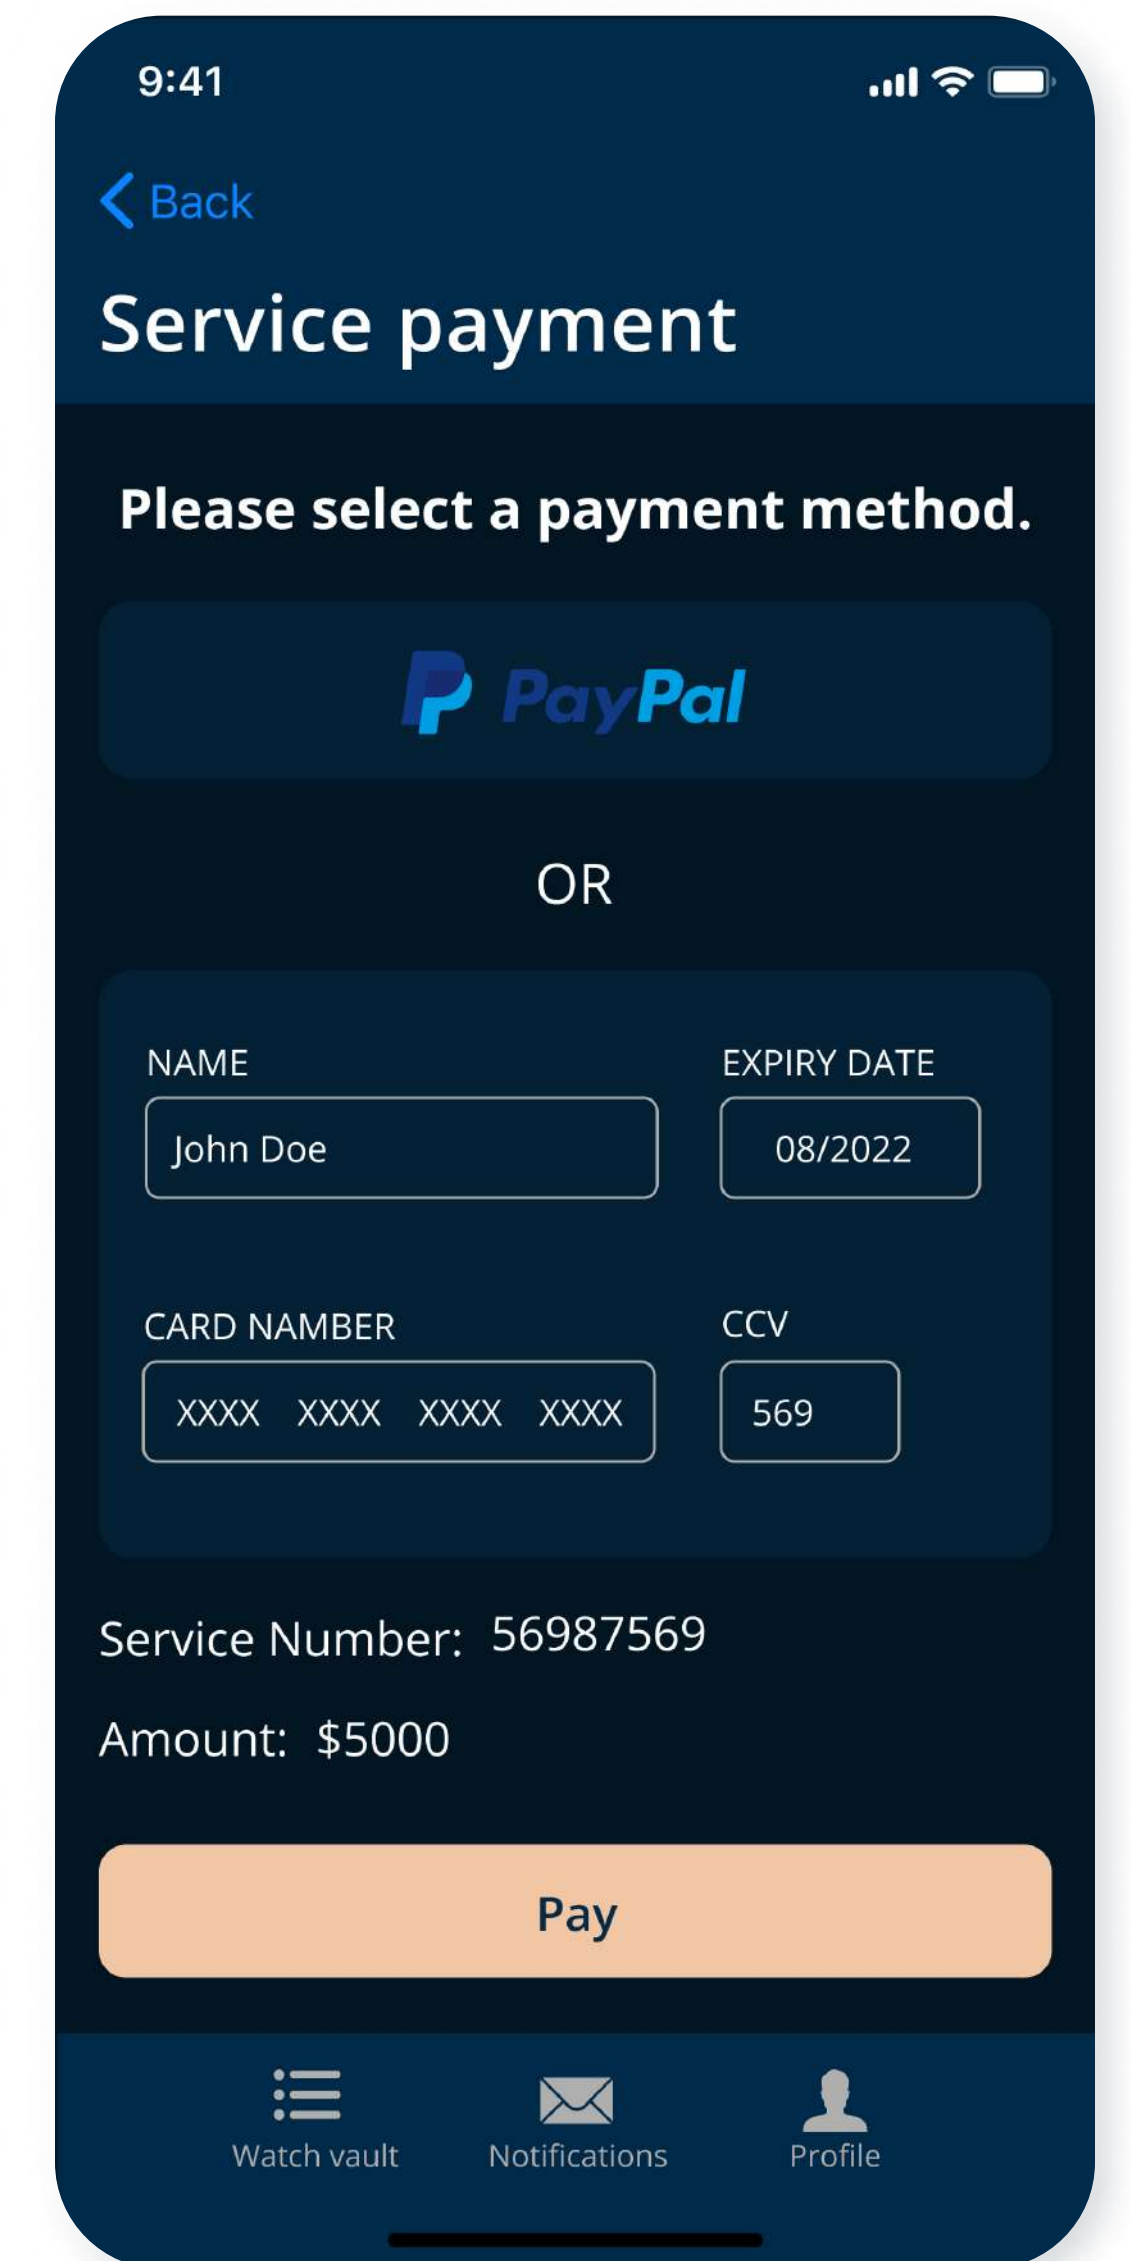 9:41
Back
Service payment
Please select a payment method.
PayPal
OR
NAME
EXPIRY DATE
John Doe
08/2022
CARD NAMBER
CCV
XXXX XXXX XXXX XXXX
569
Service Number: 56987569
Amount: $5000
Pay
Watch vault
Notifications
Profile